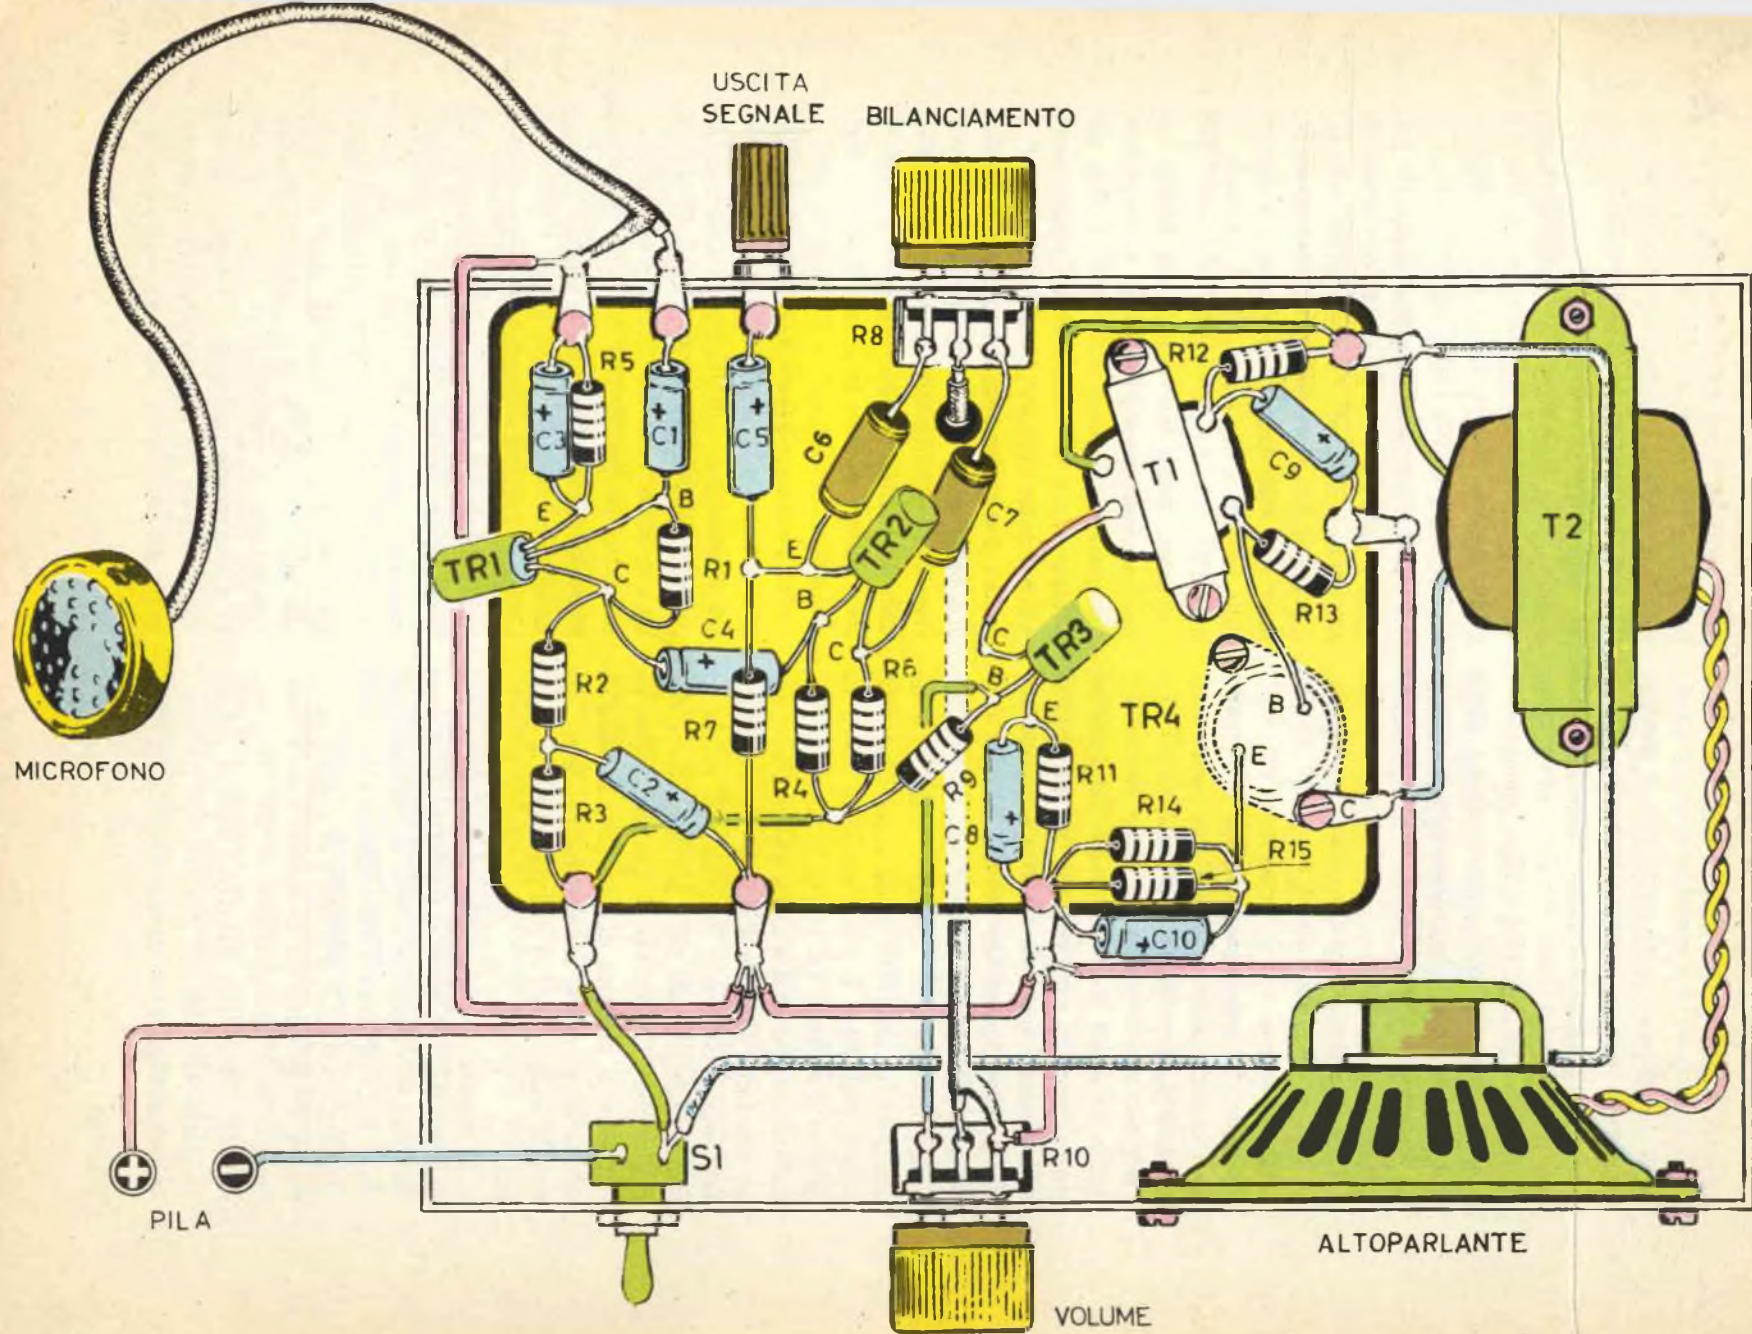 USCITA
SEGNALE
BILANCIAMENTO
R8
R12
R5
+
C3
+
C1
+
C5
C6
C7
T1
+
C9
T2
E
B
TR1
C
R1
E
TR2
B
C
R13
C4
+
R6
C
TR3
B
E
R2
R7
TR4
B
E
C
MICROFONO
C2 +
R4
R9
R11
R3
+
C8
R14
R15
+C10
S1
R10
+
−
PILA
ALTOPARLANTE
VOLUME